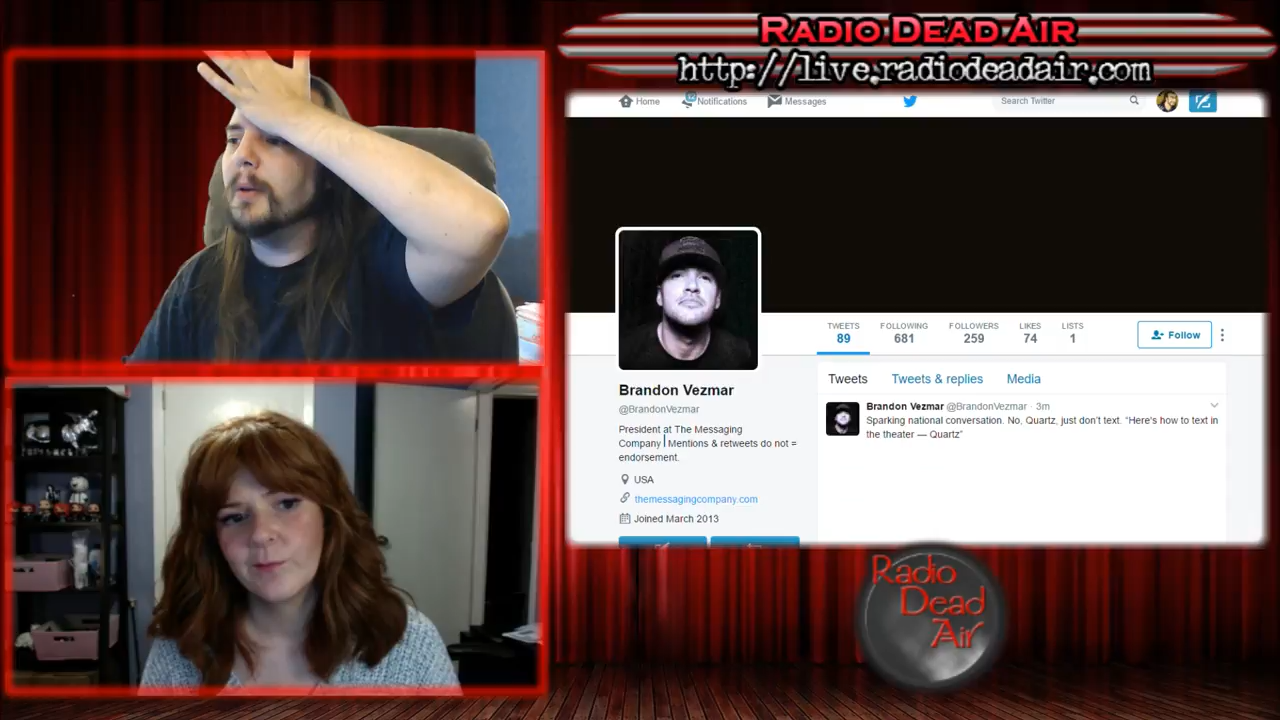 RADIO DEAD AIR
http://live.radiodeadair.com
Home
Notifications
Messages
Search Twitter
TWEETS
89
FOLLOWING
681
FOLLOWERS
259
LIKES
74
LISTS
1
Follow
Brandon Vezmar
@BrandonVezmar
President at The Messaging
Company | Mentions & retweets do not =
endorsement.
USA
themessagingcompany.com
Joined March 2013
Tweets
Tweets & replies
Media
Brandon Vezmar @BrandonVezmar · 3m
Sparking national conversation. No, Quartz, just don't text. "Here's how to text in
the theater — Quartz"
Radio
Dead
Air